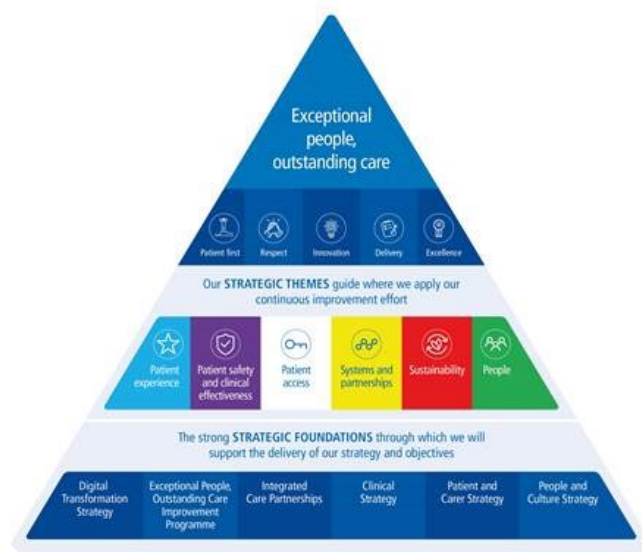 Exceptional
people,
outstanding care
Patient first Respect Innovation Delivery Excellence
Our STRATEGIC THEMES guide where we apply our
continuous improvement effort
Patient
experience
Patient safety
and clinical
effectiveness
Patient
access
Systems and
partnerships
Sustainability
People
The strong STRATEGIC FOUNDATIONS through which we will
support the delivery of our strategy and objectives
Digital
Transformation
Strategy
Exceptional People,
Outstanding Care
Improvement
Programme
Integrated
Care Partnerships
Clinical
Strategy
Patient and
Carer Strategy
People and
Culture Strategy